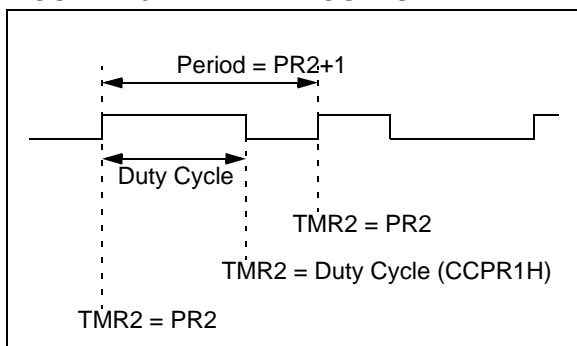 Period = PR2+1
Duty Cycle
TMR2 = PR2
TMR2 = Duty Cycle (CCPR1H)
TMR2 = PR2